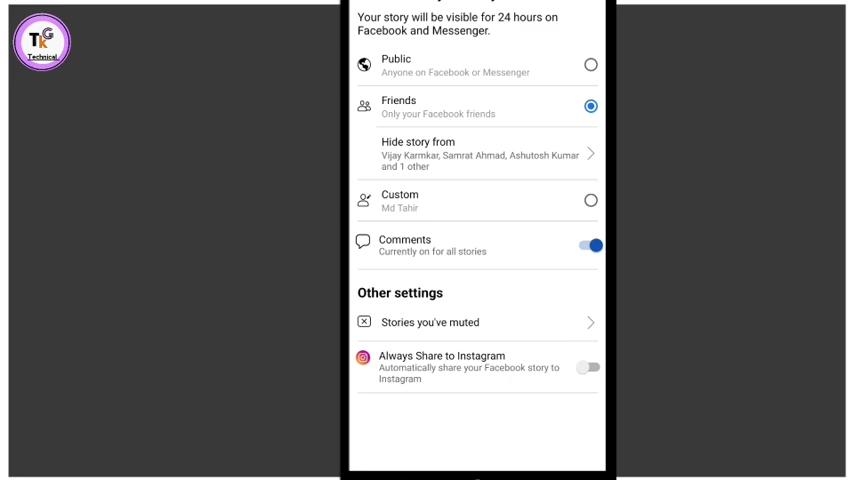 TKG
Technical
Your story will be visible for 24 hours on
Facebook and Messenger.
Public
Anyone on Facebook or Messenger
Friends
Only your Facebook friends
Hide story from
Vijay Karmkar, Samrat Ahmad, Ashutosh Kumar
and 1 other
Custom
Md Tahir
Comments
Currently on for all stories
Other settings
Stories you've muted
Always Share to Instagram
Automatically share your Facebook story to
Instagram